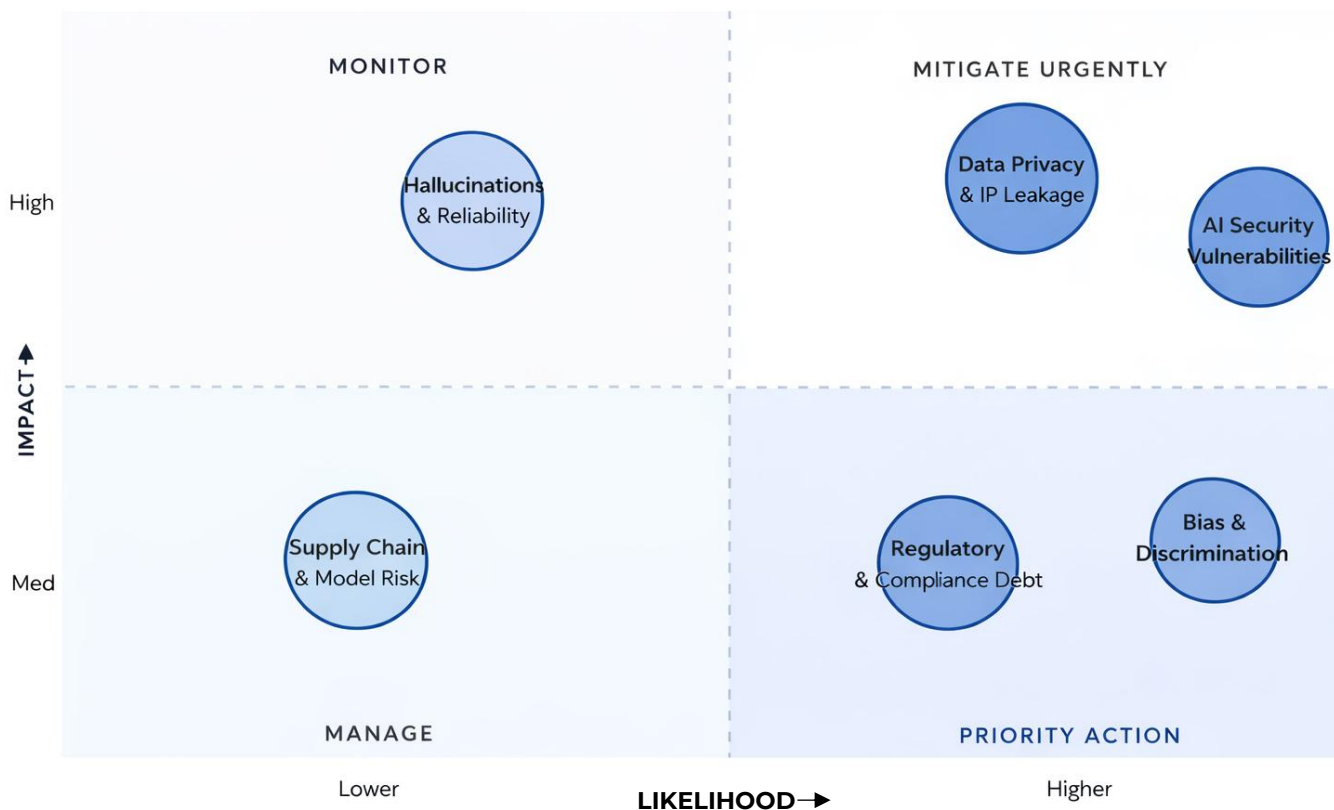 MONITOR
MITIGATE URGENTLY
Hallucinations
& Reliability
Data Privacy
& IP Leakage
AI Security
Vulnerabilities
High
IMPACT
Supply Chain
& Model Risk
Regulatory
& Compliance Debt
Bias &
Discrimination
Med
MANAGE
PRIORITY ACTION
Lower
LIKELIHOOD
Higher